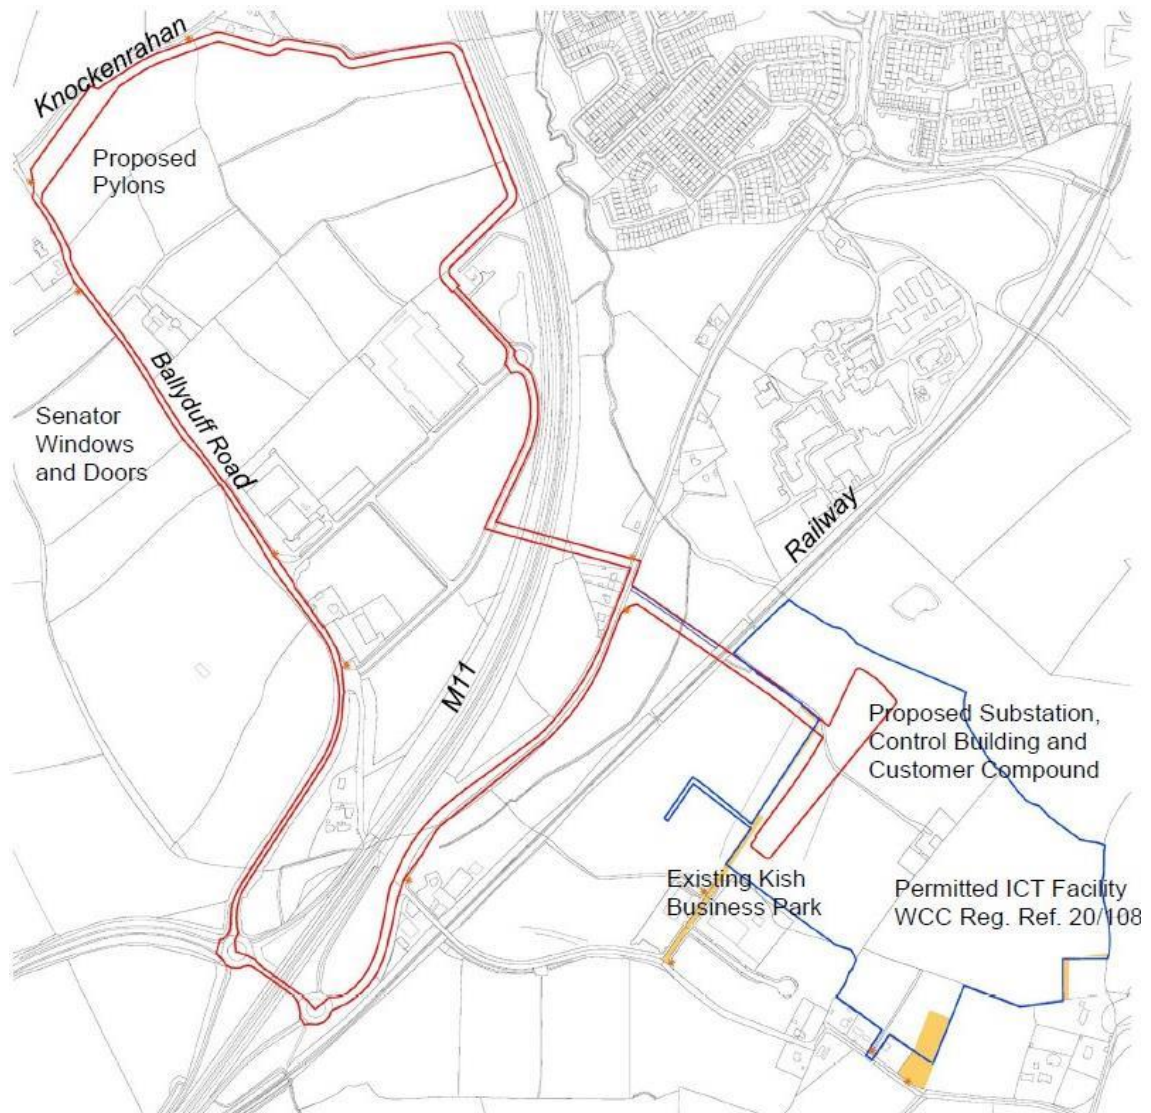 Knockenrahan
Proposed
Pylons
Senator
Windows
and Doors
Ballyduff Road
Railway
M11
Proposed Substation,
Control Building and
Customer Compound
Existing Kish
Business Park
Permitted ICT Facility
WCC Reg. Ref. 20/108